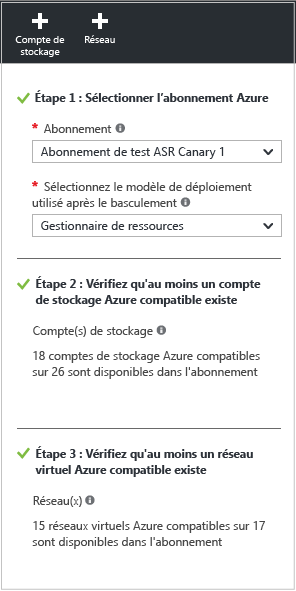 Compte de
stockage
Réseau
Étape 1 : Sélectionner l'abonnement Azure
* Abonnement
Abonnement de test ASR Canary 1
* Sélectionnez le modèle de déploiement
utilisé après le basculement
Gestionnaire de ressources
Étape 2 : Vérifiez qu'au moins un compte
de stockage Azure compatible existe
Compte(s) de stockage
18 comptes de stockage Azure compatibles
sur 26 sont disponibles dans l'abonnement
Étape 3 : Vérifiez qu'au moins un réseau
virtuel Azure compatible existe
Réseau(x)
15 réseaux virtuels Azure compatibles sur 17
sont disponibles dans l'abonnement